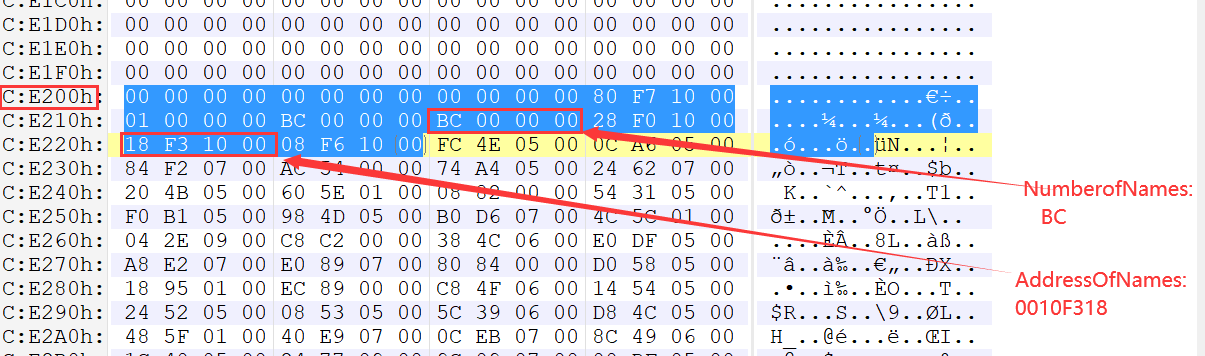 C:E1C0h: 00 00 00 00 00 00 00 00 00 00 00 00 00 00 00 00 ................
C:E1D0h: 00 00 00 00 00 00 00 00 00 00 00 00 00 00 00 00 ................
C:E1E0h: 00 00 00 00 00 00 00 00 00 00 00 00 00 00 00 00 ................
C:E1F0h: 00 00 00 00 00 00 00 00 00 00 00 00 00 00 00 00 ................
C:E200h: 00 00 00 00 00 00 00 00 00 00 00 00 80 F7 10 00 ............€÷..
C:E210h: 01 00 00 00 BC 00 00 00 BC 00 00 00 28 F0 10 00 ....¼...¼...(ð..
C:E220h: 18 F3 10 00 08 F6 10 00 FC 4E 05 00 0C A6 05 00 .ó...ö..üN...¦..
C:E230h: 84 F2 07 00 AC 54 00 00 74 A4 05 00 24 62 07 00 „ò..¬T..t¤..$b..
C:E240h: 20 4B 05 00 60 5E 01 00 08 82 00 00 54 31 05 00 K..`^...‚..T1..
C:E250h: F0 B1 05 00 98 4D 05 00 B0 D6 07 00 4C 5C 01 00 ð±..˜M..°Ö..L\..
C:E260h: 04 2E 09 00 C8 C2 00 00 38 4C 06 00 E0 DF 05 00 ....ÈÂ..8L..àß..
C:E270h: A8 E2 07 00 E0 89 07 00 80 84 00 00 D0 58 05 00 ¨â..à‰..€„..ÐX..
C:E280h: 18 95 01 00 EC 89 00 00 C8 4F 06 00 14 54 05 00 .•..ì‰..ÈO...T..
C:E290h: 24 52 05 00 08 53 05 00 5C 39 06 00 D8 4C 05 00 $R...S..\9..ØL..
C:E2A0h: 48 5F 01 00 40 E9 07 00 0C EB 07 00 8C 49 06 00 H_..@é...ë..ŒI..
NumberofNames:
BC
AddressOfNames:
0010F318